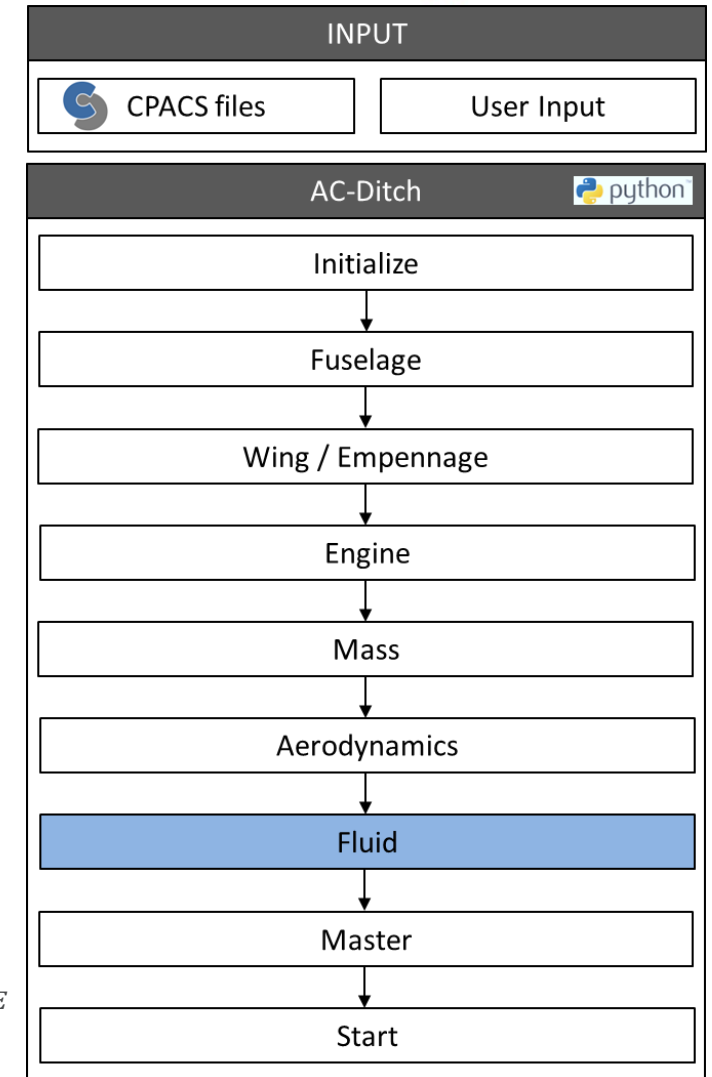 INPUT
CPACS files
User Input
AC-Ditch
python
Initialize
Fuselage
Wing / Empennage
Engine
Mass
Aerodynamics
Fluid
Master
E
Start